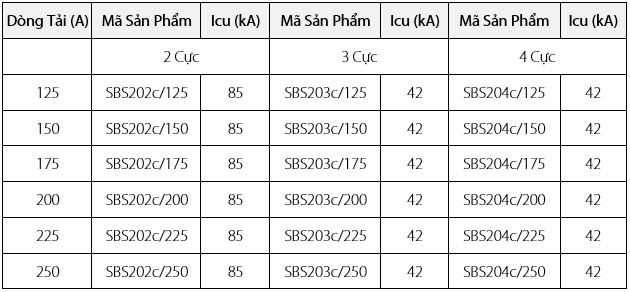 Dòng Tải (A) Mã Sản Phẩm Icu (kA) Mã Sản Phẩm Icu (kA) Mã Sản Phẩm Icu (kA)
2 Cực 3 Cực 4 Cực
125 SBS202c/125 85 SBS203c/125 42 SBS204c/125 42
150 SBS202c/150 85 SBS203c/150 42 SBS204c/150 42
175 SBS202c/175 85 SBS203c/175 42 SBS204c/175 42
200 SBS202c/200 85 SBS203c/200 42 SBS204c/200 42
225 SBS202c/225 85 SBS203c/225 42 SBS204c/225 42
250 SBS202c/250 85 SBS203c/250 42 SBS204c/250 42